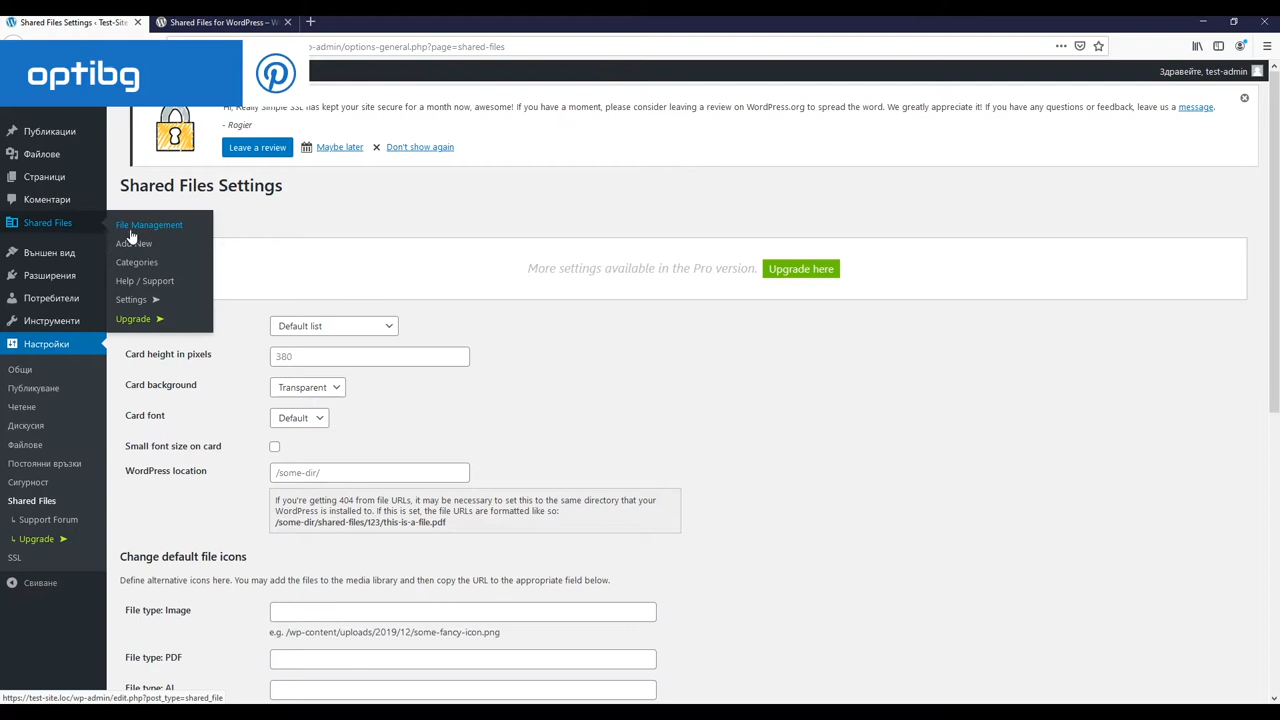 Shared Files Settings ‹ Test-Site
Shared Files for WordPress – W
p-admin/options-general.php?page=shared-files
optibg
Здравейте, test-admin
Hi, Really Simple SSL has kept your site secure for a month now, awesome! If you have a moment, please consider leaving a review on WordPress.org to spread the word. We greatly appreciate it! If you have any questions or feedback, leave us a message.
- Rogier
Leave a review
Maybe later
Don't show again
Публикации
Файлове
Страници
Коментари
Shared Files
Външен вид
Разширения
Потребители
Инструменти
Настройки
Общи
Публикуване
Четене
Дискусия
Файлове
Постоянни връзки
Сигурност
Shared Files
↳ Support Forum
↳ Upgrade ➤
SSL
Свиване
File Management
Add New
Categories
Help / Support
Settings ➤
Upgrade ➤
Shared Files Settings
More settings available in the Pro version. Upgrade here
Default list
Card height in pixels
380
Card background
Transparent
Card font
Default
Small font size on card
WordPress location
/some-dir/
If you're getting 404 from file URLs, it may be necessary to set this to the same directory that your
WordPress is installed to. If this is set, the file URLs are formatted like so:
/some-dir/shared-files/123/this-is-a-file.pdf
Change default file icons
Define alternative icons here. You may add the files to the media library and then copy the URL to the appropriate field below.
File type: Image
e.g. /wp-content/uploads/2019/12/some-fancy-icon.png
File type: PDF
File type: AI
https://test-site.loc/wp-admin/edit.php?post_type=shared_file